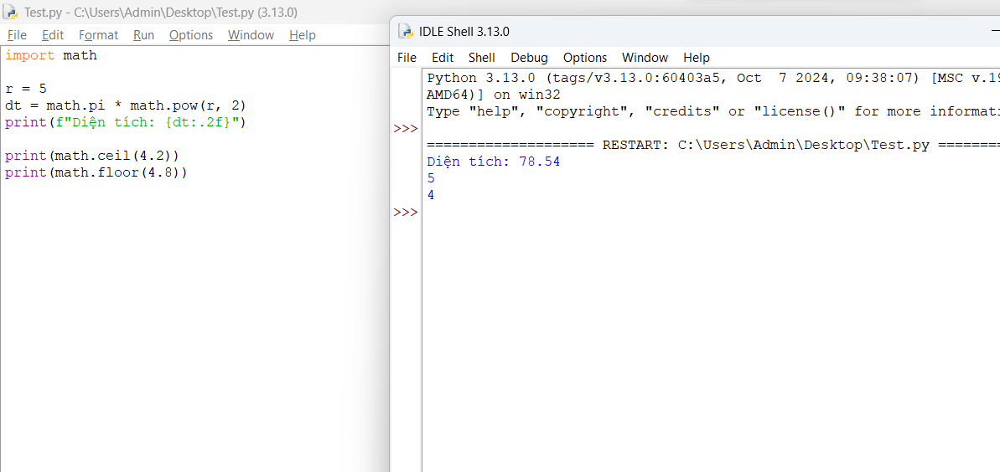 Test.py - C:\Users\Admin\Desktop\Test.py (3.13.0)
File Edit Format Run Options Window Help
import math
r = 5
dt = math.pi * math.pow(r, 2)
print(f"Diện tích: {dt:.2f}")
print(math.ceil(4.2))
print(math.floor(4.8))
IDLE Shell 3.13.0
File Edit Shell Debug Options Window Help
Python 3.13.0 (tags/v3.13.0:60403a5, Oct  7 2024, 09:38:07) [MSC v.19
AMD64)] on win32
Type "help", "copyright", "credits" or "license()" for more informati
>>>
==================== RESTART: C:\Users\Admin\Desktop\Test.py ========
Diện tích: 78.54
5
4
>>>